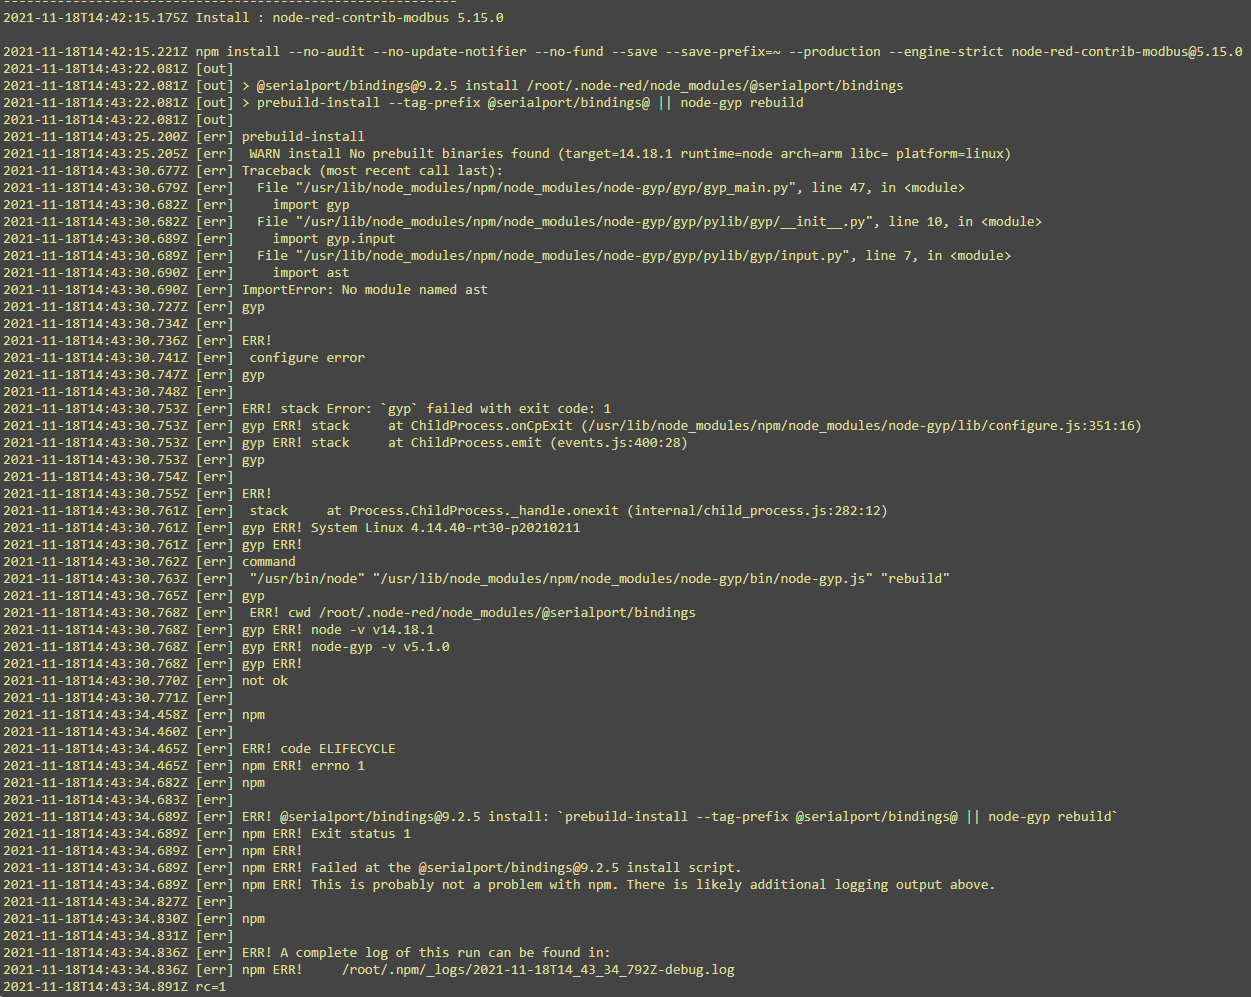 -----------------------------------------------------------
2021-11-18T14:42:15.175Z Install : node-red-contrib-modbus 5.15.0

2021-11-18T14:42:15.221Z npm install --no-audit --no-update-notifier --no-fund --save --save-prefix=~ --production --engine-strict node-red-contrib-modbus@5.15.0
2021-11-18T14:43:22.081Z [out]
2021-11-18T14:43:22.081Z [out] > @serialport/bindings@9.2.5 install /root/.node-red/node_modules/@serialport/bindings
2021-11-18T14:43:22.081Z [out] > prebuild-install --tag-prefix @serialport/bindings@ || node-gyp rebuild
2021-11-18T14:43:22.081Z [out]
2021-11-18T14:43:25.200Z [err] prebuild-install
2021-11-18T14:43:25.205Z [err]  WARN install No prebuilt binaries found (target=14.18.1 runtime=node arch=arm libc= platform=linux)
2021-11-18T14:43:30.677Z [err] Traceback (most recent call last):
2021-11-18T14:43:30.679Z [err]   File "/usr/lib/node_modules/npm/node_modules/node-gyp/gyp/gyp_main.py", line 47, in <module>
2021-11-18T14:43:30.682Z [err]     import gyp
2021-11-18T14:43:30.682Z [err]   File "/usr/lib/node_modules/npm/node_modules/node-gyp/gyp/pylib/gyp/__init__.py", line 10, in <module>
2021-11-18T14:43:30.689Z [err]     import gyp.input
2021-11-18T14:43:30.689Z [err]   File "/usr/lib/node_modules/npm/node_modules/node-gyp/gyp/pylib/gyp/input.py", line 7, in <module>
2021-11-18T14:43:30.690Z [err]     import ast
2021-11-18T14:43:30.690Z [err] ImportError: No module named ast
2021-11-18T14:43:30.727Z [err] gyp
2021-11-18T14:43:30.734Z [err]
2021-11-18T14:43:30.736Z [err] ERR!
2021-11-18T14:43:30.741Z [err]  configure error
2021-11-18T14:43:30.747Z [err] gyp
2021-11-18T14:43:30.748Z [err]
2021-11-18T14:43:30.753Z [err] ERR! stack Error: `gyp` failed with exit code: 1
2021-11-18T14:43:30.753Z [err] gyp ERR! stack     at ChildProcess.onCpExit (/usr/lib/node_modules/npm/node_modules/node-gyp/lib/configure.js:351:16)
2021-11-18T14:43:30.753Z [err] gyp ERR! stack     at ChildProcess.emit (events.js:400:28)
2021-11-18T14:43:30.753Z [err] gyp
2021-11-18T14:43:30.754Z [err]
2021-11-18T14:43:30.755Z [err] ERR!
2021-11-18T14:43:30.761Z [err]  stack     at Process.ChildProcess._handle.onexit (internal/child_process.js:282:12)
2021-11-18T14:43:30.761Z [err] gyp ERR! System Linux 4.14.40-rt30-p20210211
2021-11-18T14:43:30.761Z [err] gyp ERR!
2021-11-18T14:43:30.762Z [err] command
2021-11-18T14:43:30.763Z [err]  "/usr/bin/node" "/usr/lib/node_modules/npm/node_modules/node-gyp/bin/node-gyp.js" "rebuild"
2021-11-18T14:43:30.765Z [err] gyp
2021-11-18T14:43:30.768Z [err]  ERR! cwd /root/.node-red/node_modules/@serialport/bindings
2021-11-18T14:43:30.768Z [err] gyp ERR! node -v v14.18.1
2021-11-18T14:43:30.768Z [err] gyp ERR! node-gyp -v v5.1.0
2021-11-18T14:43:30.768Z [err] gyp ERR!
2021-11-18T14:43:30.770Z [err] not ok
2021-11-18T14:43:30.771Z [err]
2021-11-18T14:43:34.458Z [err] npm
2021-11-18T14:43:34.460Z [err]
2021-11-18T14:43:34.465Z [err] ERR! code ELIFECYCLE
2021-11-18T14:43:34.465Z [err] npm ERR! errno 1
2021-11-18T14:43:34.682Z [err] npm
2021-11-18T14:43:34.683Z [err]
2021-11-18T14:43:34.689Z [err] ERR! @serialport/bindings@9.2.5 install: `prebuild-install --tag-prefix @serialport/bindings@ || node-gyp rebuild`
2021-11-18T14:43:34.689Z [err] npm ERR! Exit status 1
2021-11-18T14:43:34.689Z [err] npm ERR!
2021-11-18T14:43:34.689Z [err] npm ERR! Failed at the @serialport/bindings@9.2.5 install script.
2021-11-18T14:43:34.689Z [err] npm ERR! This is probably not a problem with npm. There is likely additional logging output above.
2021-11-18T14:43:34.827Z [err]
2021-11-18T14:43:34.830Z [err] npm
2021-11-18T14:43:34.831Z [err]
2021-11-18T14:43:34.836Z [err] ERR! A complete log of this run can be found in:
2021-11-18T14:43:34.836Z [err] npm ERR!     /root/.npm/_logs/2021-11-18T14_43_34_792Z-debug.log
2021-11-18T14:43:34.891Z rc=1